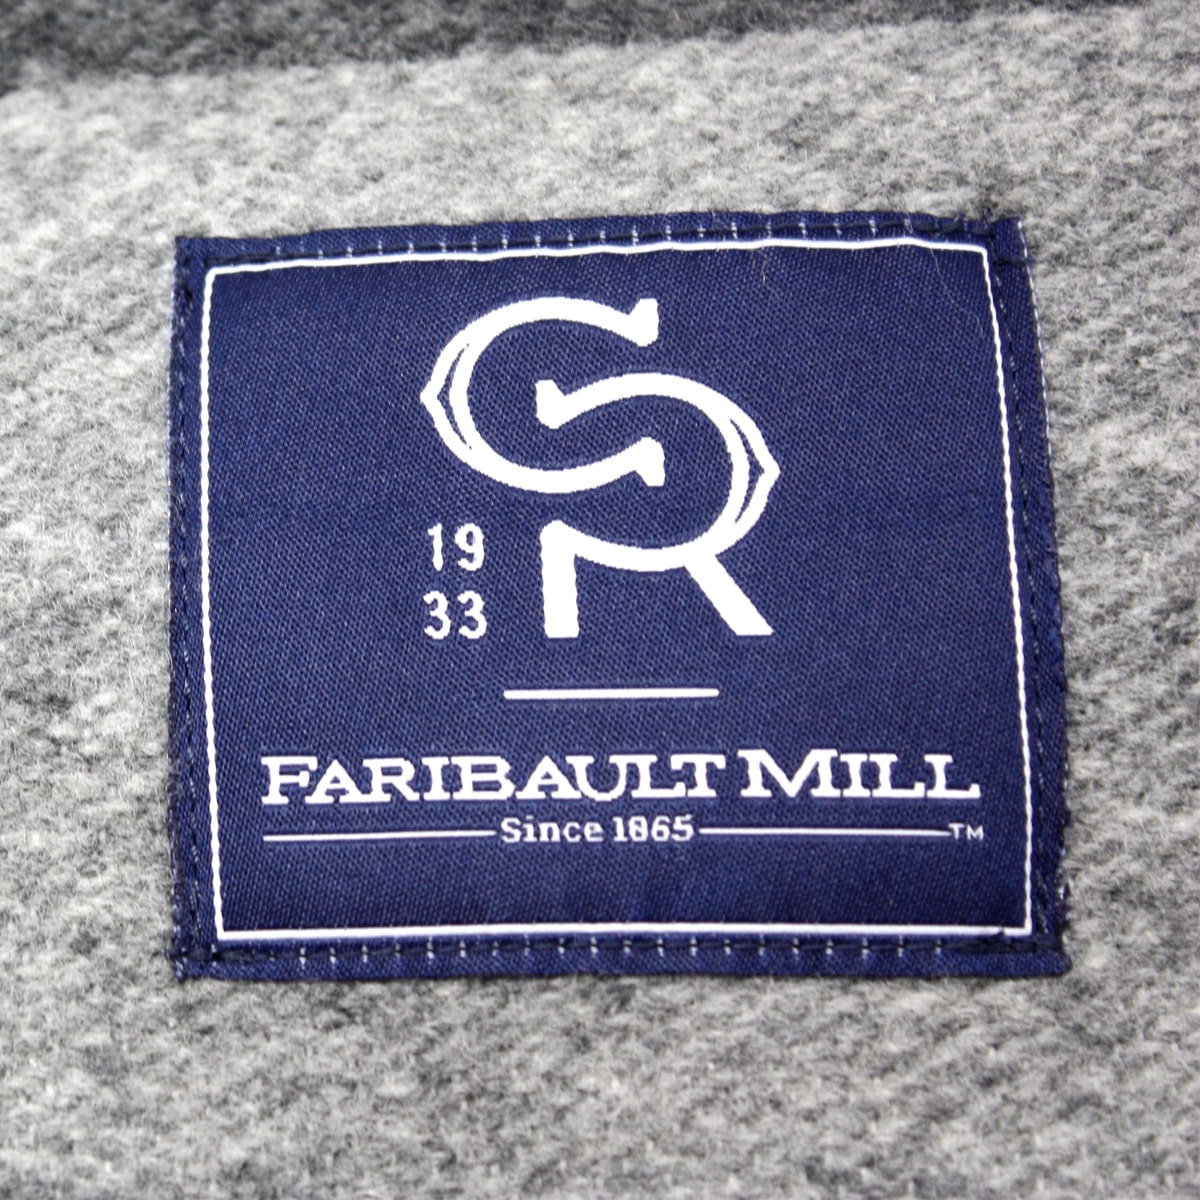 SR
19
33
FARIBAULT MILL
Since 1865 TM